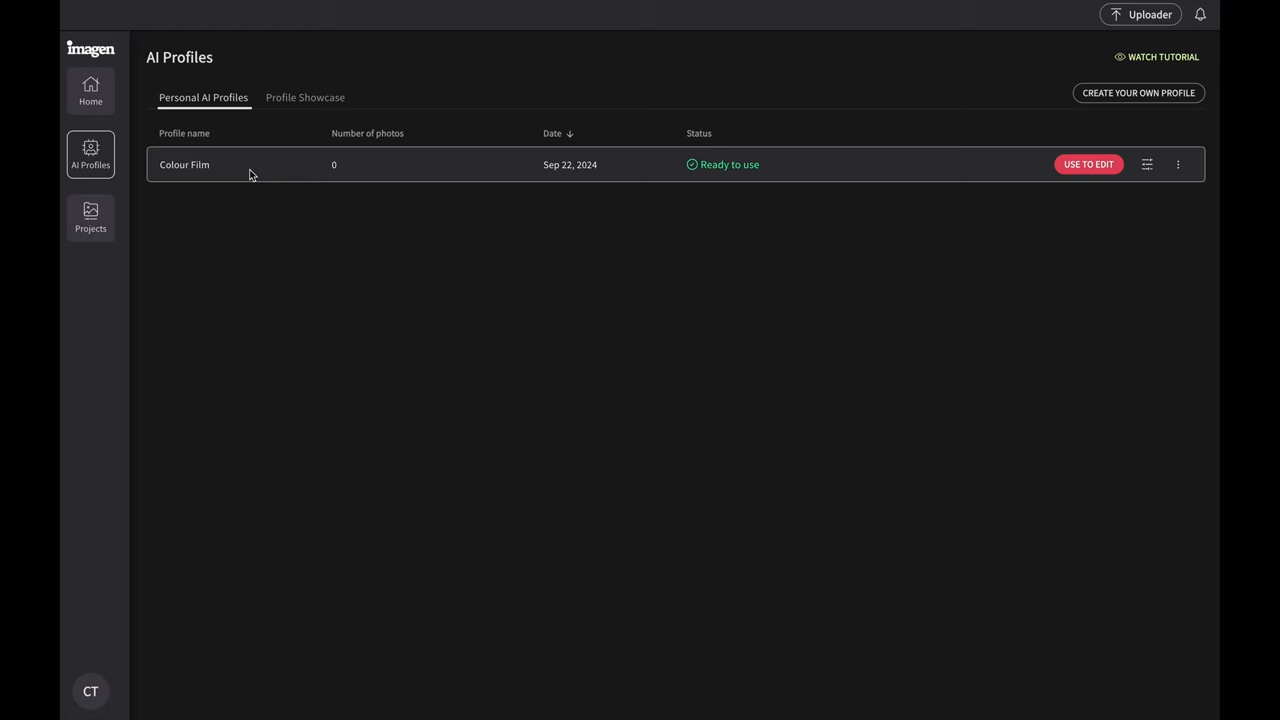 Uploader
imagen
Home
AI Profiles
Projects
CT
AI Profiles
WATCH TUTORIAL
Personal AI Profiles Profile Showcase
CREATE YOUR OWN PROFILE
Profile name Number of photos Date Status
Colour Film 0 Sep 22, 2024 Ready to use USE TO EDIT